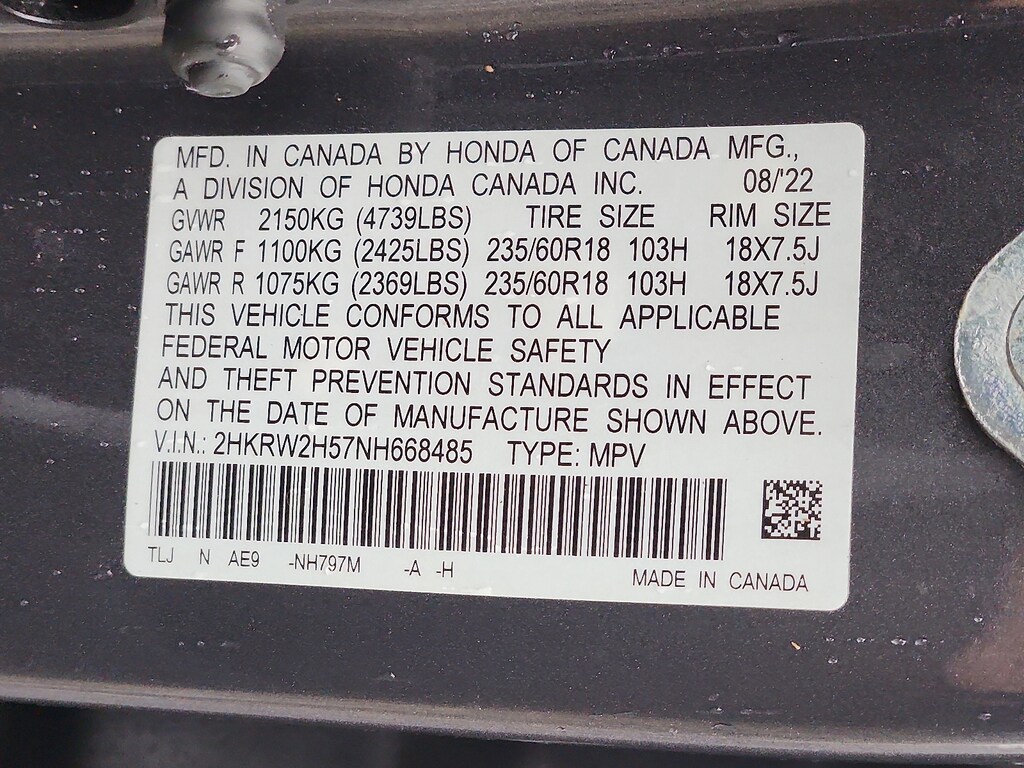 MFD. IN CANADA BY HONDA OF CANADA MFG.,
A DIVISION OF HONDA CANADA INC. 08/'22
GVWR 2150KG (4739LBS) TIRE SIZE RIM SIZE
GAWR F 1100KG (2425LBS) 235/60R18 103H 18X7.5J
GAWR R 1075KG (2369LBS) 235/60R18 103H 18X7.5J
THIS VEHICLE CONFORMS TO ALL APPLICABLE
FEDERAL MOTOR VEHICLE SAFETY
AND THEFT PREVENTION STANDARDS IN EFFECT
ON THE DATE OF MANUFACTURE SHOWN ABOVE.
V.I.N.: 2HKRW2H57NH668485 TYPE: MPV
TLJ N AE9 -NH797M -A -H MADE IN CANADA